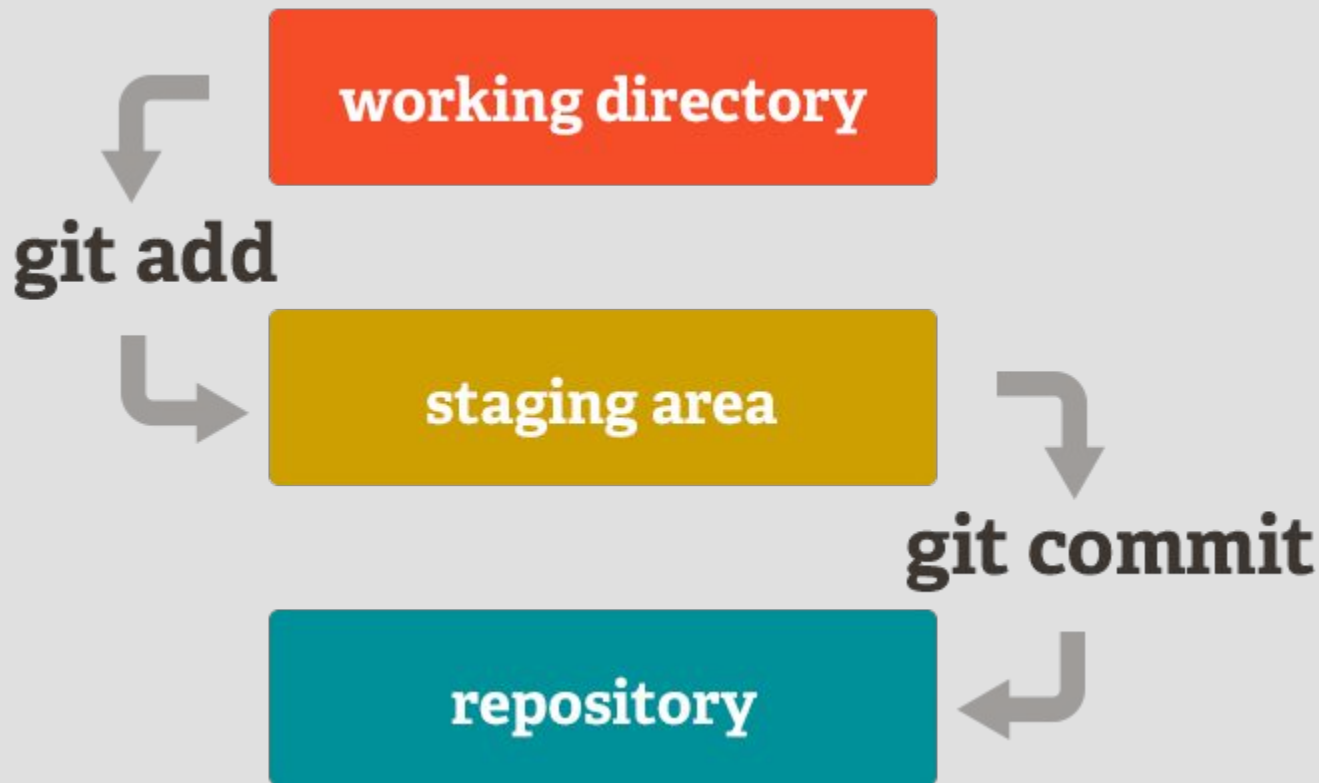 working directory
git add
staging area
git commit
repository